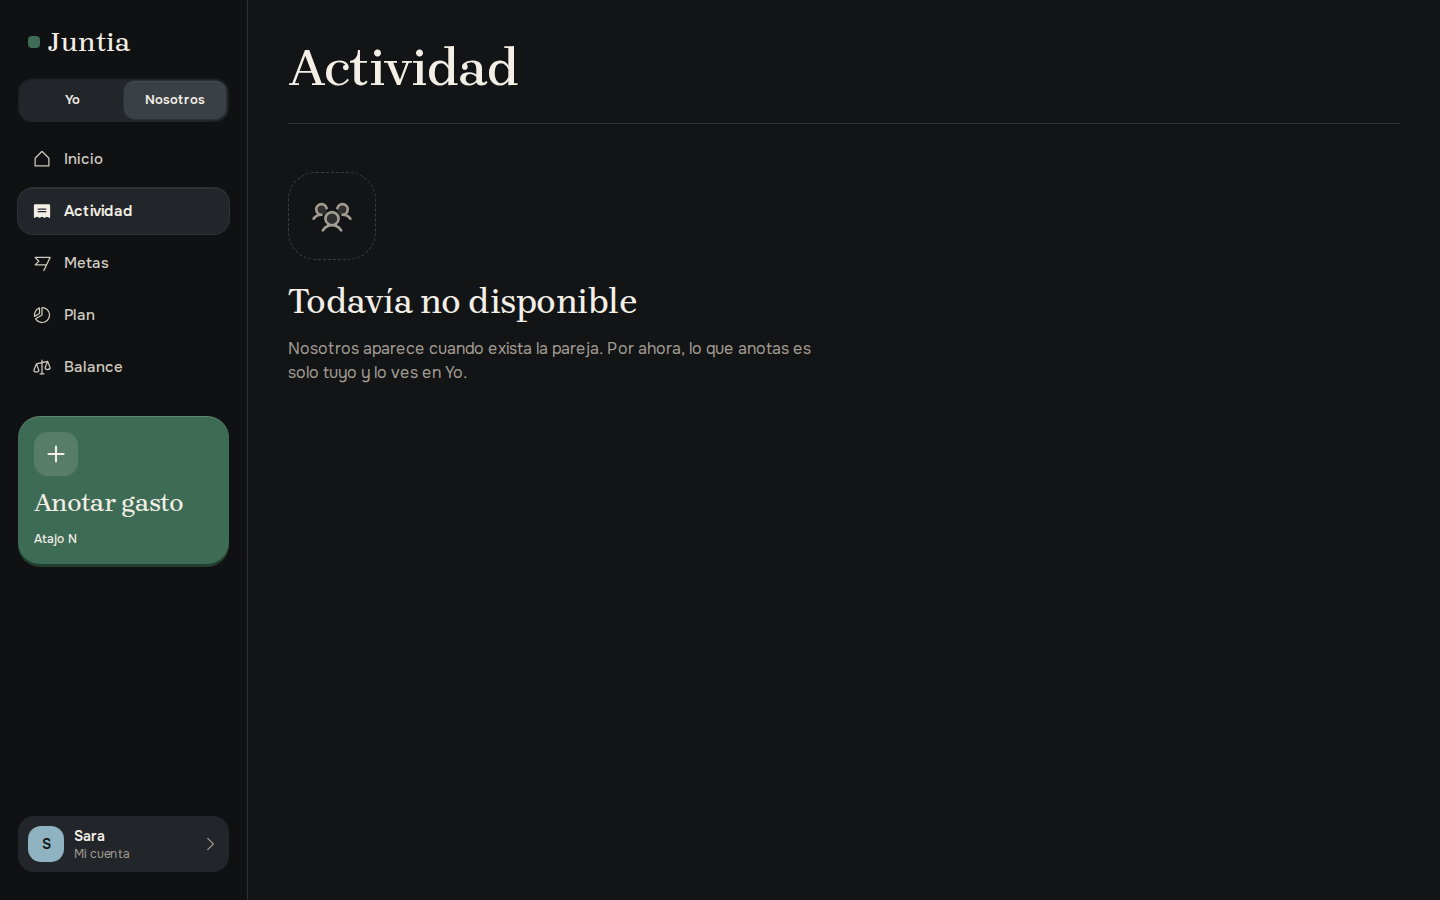 Juntia
Yo
Nosotros
Inicio
Actividad
Metas
Plan
Balance
Anotar gasto
Atajo N
S
Sara
Mi cuenta
Actividad
Todavía no disponible
Nosotros aparece cuando exista la pareja. Por ahora, lo que anotas es
solo tuyo y lo ves en Yo.